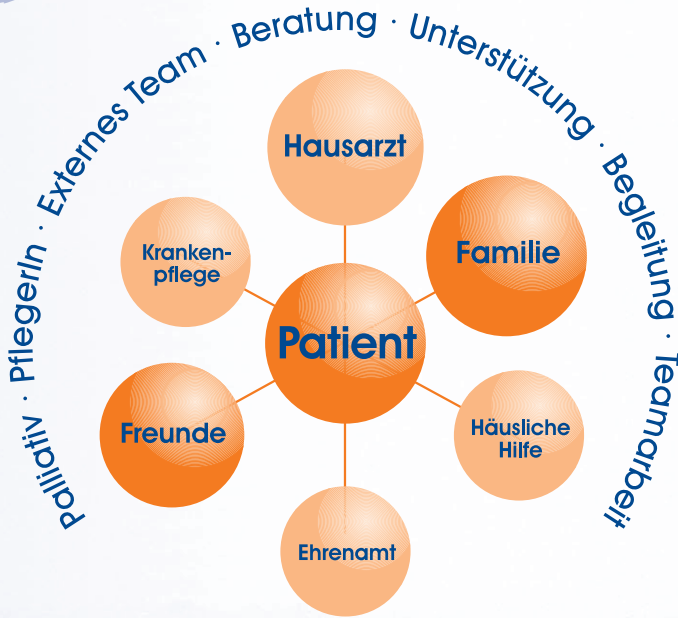 Palliativ · PflegerIn · Externes Team · Beratung · Unterstützung · Begleitung · Teamarbeit
Hausarzt
Familie
Kranken-
pflege
Patient
Freunde
Häusliche
Hilfe
Ehrenamt